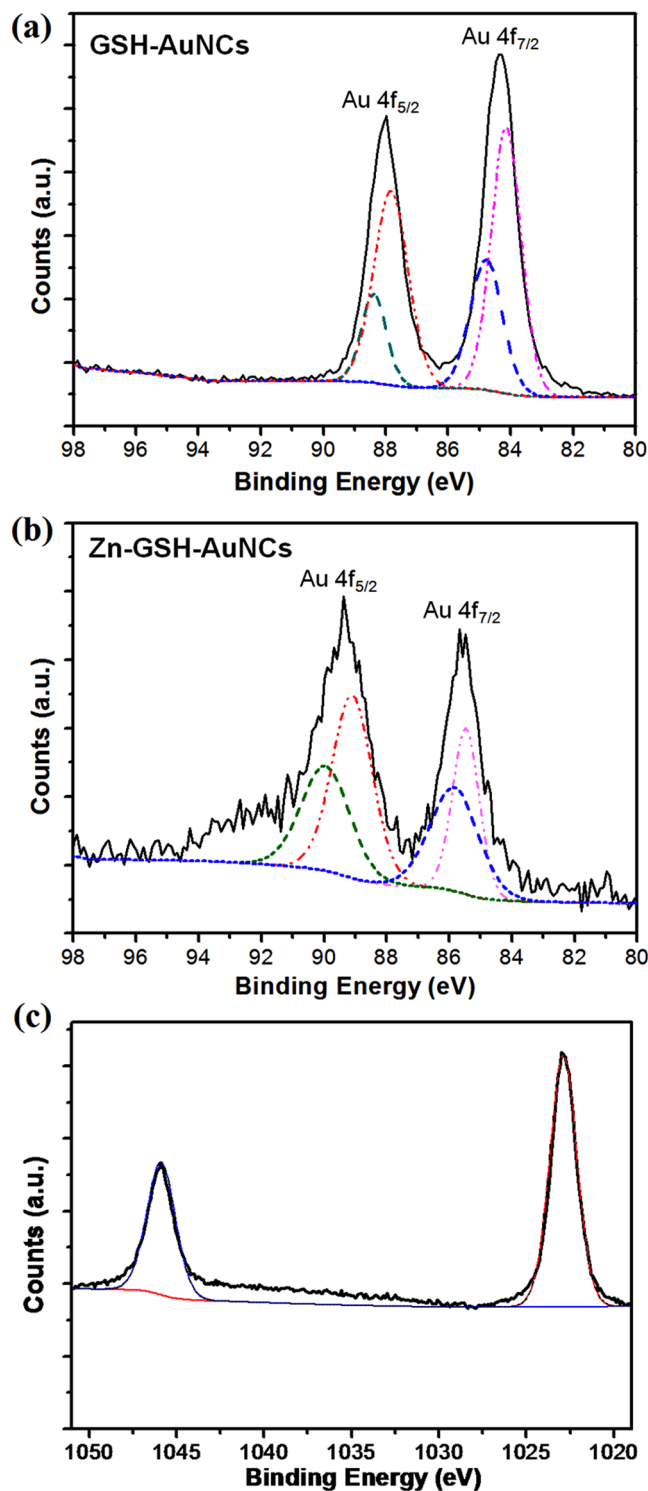 (a)
GSH-AuNCs
Au 4f5/2
Au 4f7/2
Counts (a.u.)
98 96 94 92 90 88 86 84 82 80
Binding Energy (eV)
(b)
Zn-GSH-AuNCs
Au 4f5/2
Au 4f7/2
Counts (a.u.)
98 96 94 92 90 88 86 84 82 80
Binding Energy (eV)
(c)
Counts (a.u.)
1050 1045 1040 1035 1030 1025 1020
Binding Energy (eV)